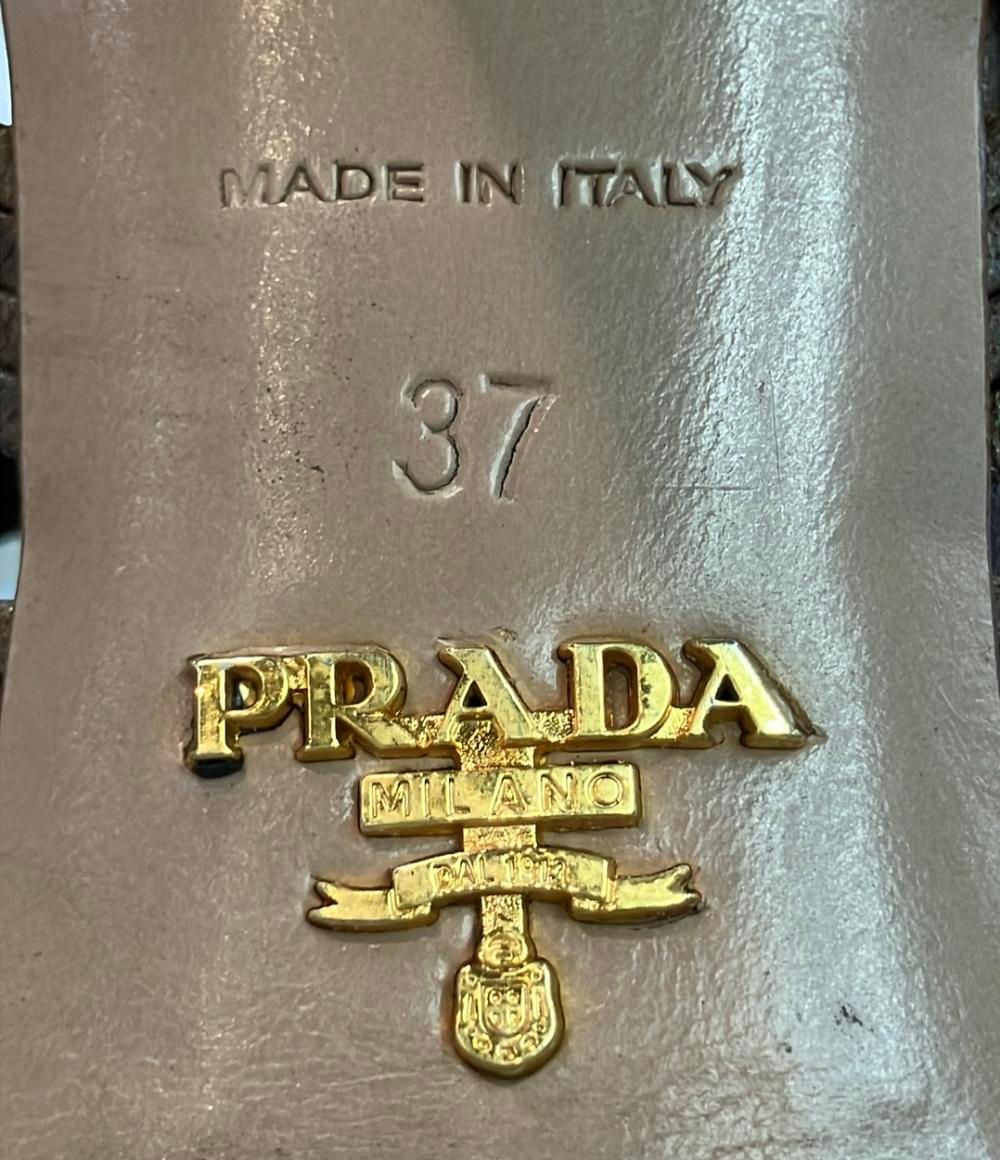 MADE IN ITALY
37
PRADA
MILANO
DAL 1913